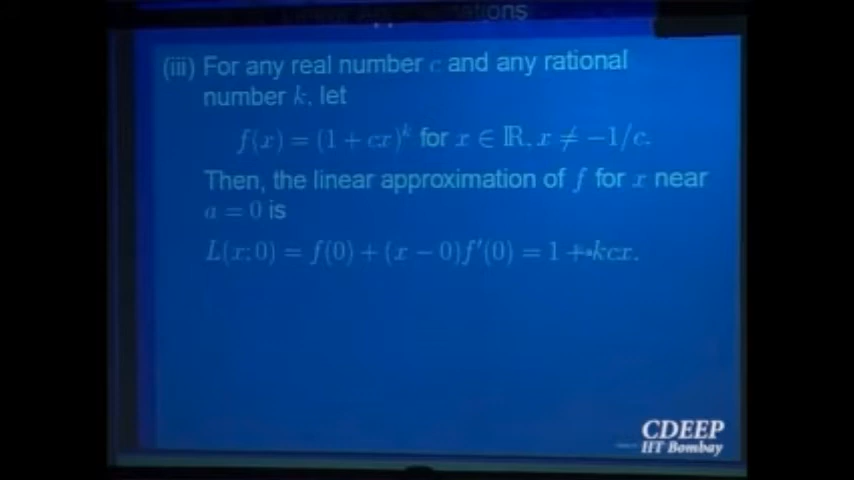 (iii) For any real number c and any rational
number k, let
f(x) = (1 + cx)^k for x ∈ ℝ, x ≠ −1/c.
Then, the linear approximation of f for x near
a = 0 is
L(x; 0) = f(0) + (x − 0)f′(0) = 1 + kcx.
CDEEP
IIT Bombay